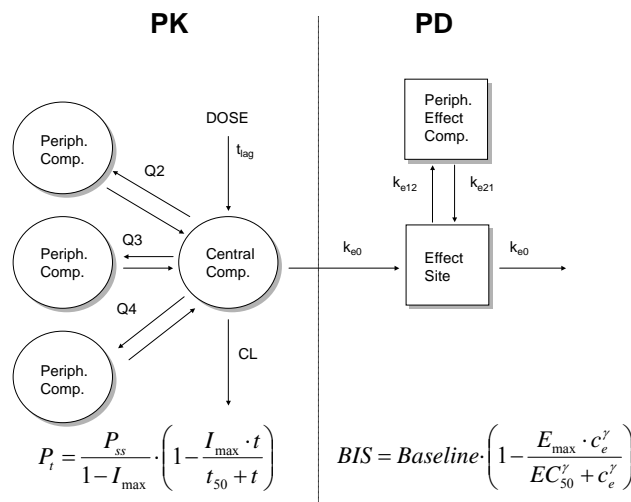 PK
PD
DOSE
t_lag
Periph.
Comp.
Q2
Periph.
Comp.
Q3
Central
Comp.
Q4
Periph.
Comp.
CL
Periph.
Effect
Comp.
k_e12
k_e21
k_e0
Effect
Site
k_e0
P_t = P_ss / (1 − I_max) · (1 − I_max · t / (t_50 + t))
BIS = Baseline · (1 − E_max · c_e^γ / (EC_50^γ + c_e^γ))